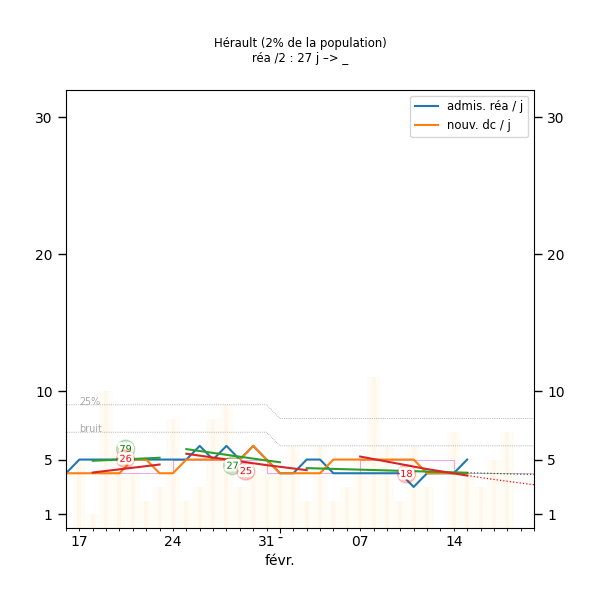 Hérault (2% de la population)
réa /2 : 27 j –> _
admis. réa / j
nouv. dc / j
30 30
20 20
10 10
25%
bruit
79
26
27
25
18
5 5
1 1
17 24 31 - 07 14
févr.